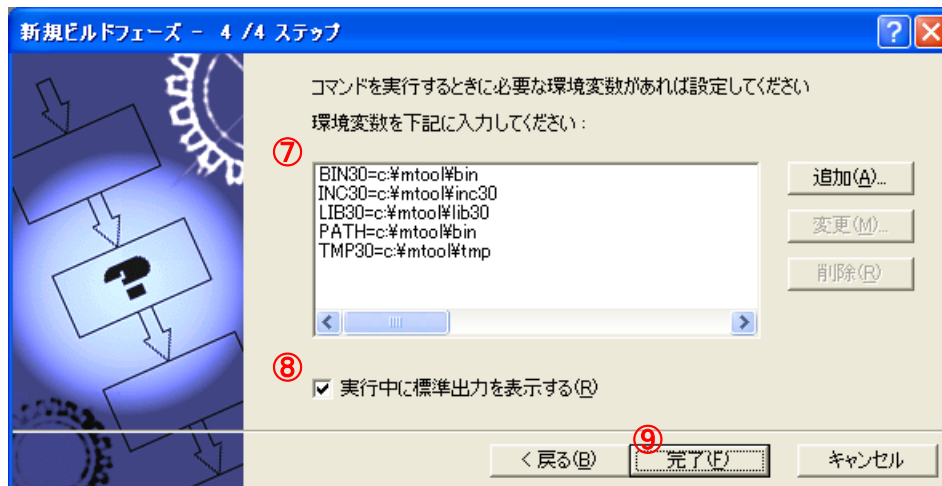 新規ビルドフェーズ - 4 /4 ステップ
コマンドを実行するときに必要な環境変数があれば設定してください
環境変数を下記に入力してください:
⑦
BIN30=c:¥mtool¥bin
INC30=c:¥mtool¥inc30
LIB30=c:¥mtool¥lib30
PATH=c:¥mtool¥bin
TMP30=c:¥mtool¥tmp
追加(A)...
変更(M)...
削除(R)
⑧
実行中に標準出力を表示する(R)
⑨
< 戻る(B)
完了(F)
キャンセル